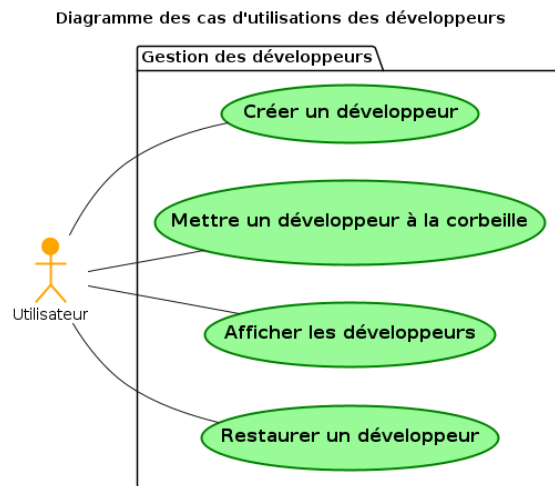 Diagramme des cas d'utilisations des développeurs
Gestion des développeurs
Créer un développeur
Mettre un développeur à la corbeille
Utilisateur
Afficher les développeurs
Restaurer un développeur